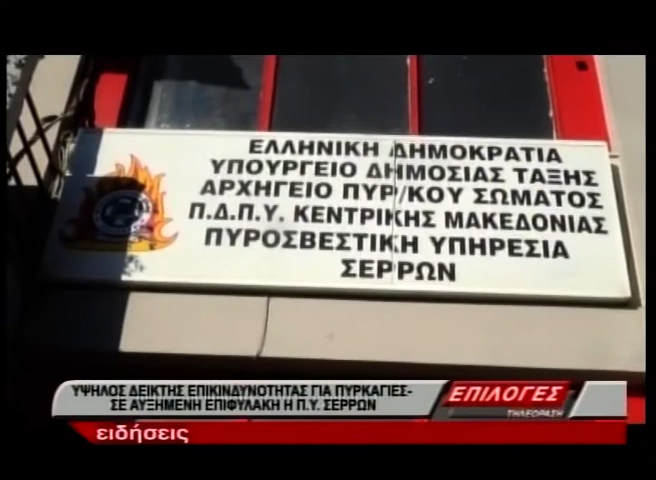 ΕΛΛΗΝΙΚΗ ΔΗΜΟΚΡΑΤΙΑ
ΥΠΟΥΡΓΕΙΟ ΔΗΜΟΣΙΑΣ ΤΑΞΗΣ
ΑΡΧΗΓΕΙΟ ΠΥΡ/ΚΟΥ ΣΩΜΑΤΟΣ
Π.Δ.Π.Υ. ΚΕΝΤΡΙΚΗΣ ΜΑΚΕΔΟΝΙΑΣ
ΠΥΡΟΣΒΕΣΤΙΚΗ ΥΠΗΡΕΣΙΑ
ΣΕΡΡΩΝ
ΥΨΗΛΟΣ ΔΕΙΚΤΗΣ ΕΠΙΚΙΝΔΥΝΟΤΗΤΑΣ ΓΙΑ ΠΥΡΚΑΓΙΕΣ-
ΣΕ ΑΥΞΗΜΕΝΗ ΕΠΙΦΥΛΑΚΗ Η Π.Υ. ΣΕΡΡΩΝ
ΕΠΙΛΟΓΕΣ
ΤΗΛΕΟΡΑΣΗ
ειδήσεις